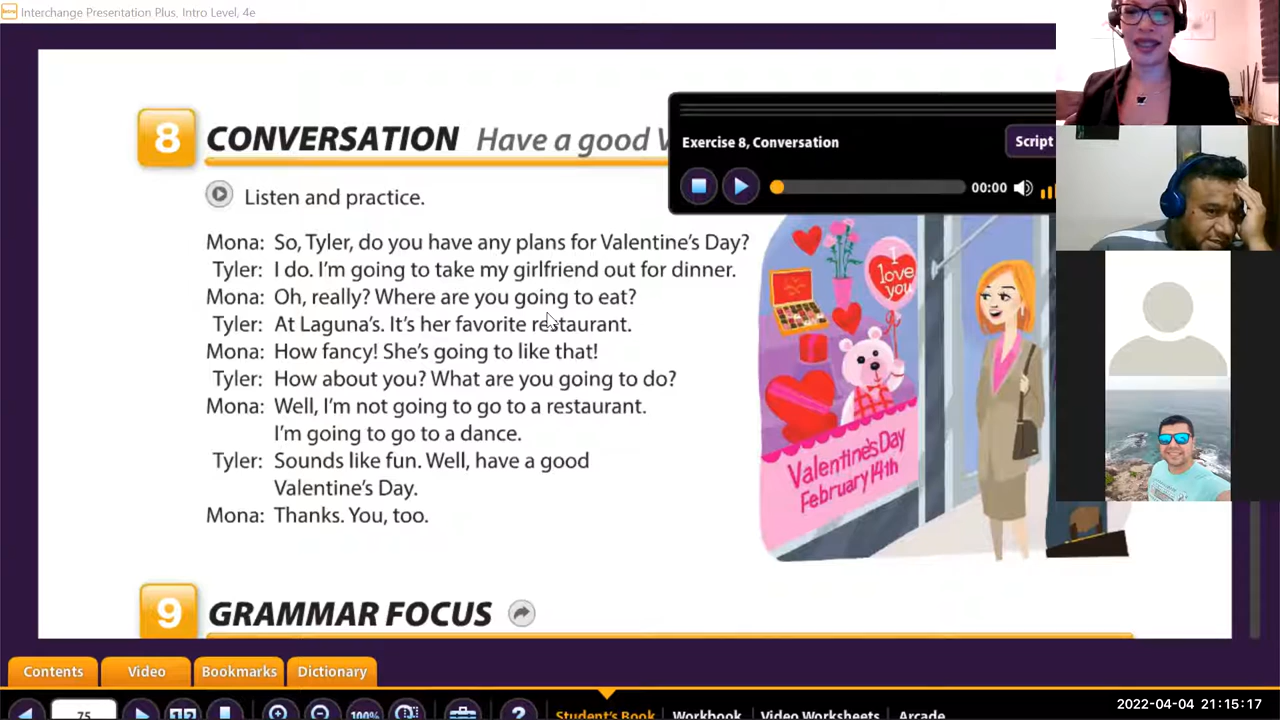 Interchange Presentation Plus, Intro Level, 4e
8 CONVERSATION Have a good V
Exercise 8, Conversation
Script
00:00
Listen and practice.
Mona: So, Tyler, do you have any plans for Valentine's Day?
Tyler: I do. I'm going to take my girlfriend out for dinner.
Mona: Oh, really? Where are you going to eat?
Tyler: At Laguna's. It's her favorite restaurant.
Mona: How fancy! She's going to like that!
Tyler: How about you? What are you going to do?
Mona: Well, I'm not going to go to a restaurant.
I'm going to go to a dance.
Tyler: Sounds like fun. Well, have a good
Valentine's Day.
Mona: Thanks. You, too.
I
love
you
Valentine's Day
February 14th
9 GRAMMAR FOCUS
Contents Video Bookmarks Dictionary
75 100% ? Student's Book Workbook Video Worksheets Arcade
2022-04-04 21:15:17